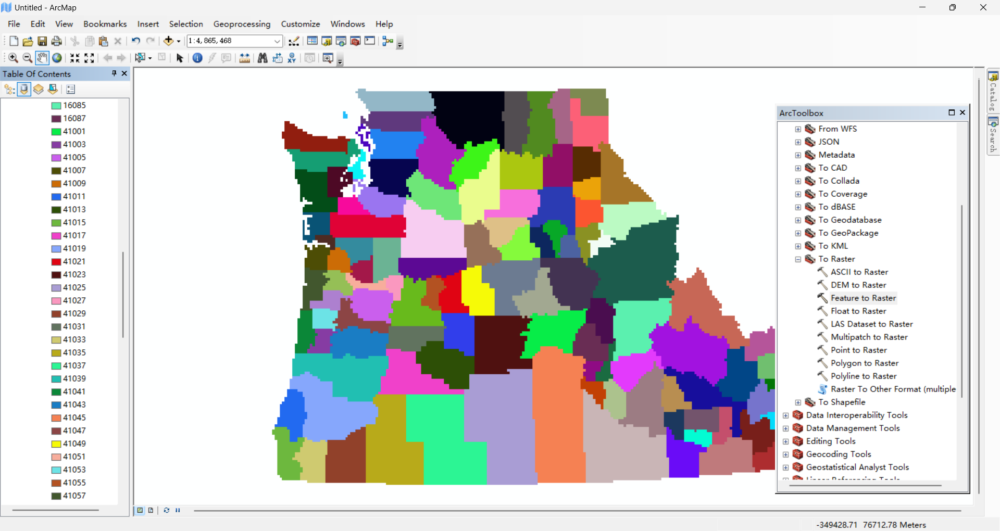 Untitled - ArcMap
File Edit View Bookmarks Insert Selection Geoprocessing Customize Windows Help
1:4,865,468
XY
Table Of Contents
16085
16087
41001
41003
41005
41007
41009
41011
41013
41015
41017
41019
41021
41023
41025
41027
41029
41031
41033
41035
41037
41039
41041
41043
41045
41047
41049
41051
41053
41055
41057
ArcToolbox
From WFS
JSON
Metadata
To CAD
To Collada
To Coverage
To dBASE
To Geodatabase
To GeoPackage
To KML
To Raster
ASCII to Raster
DEM to Raster
Feature to Raster
Float to Raster
LAS Dataset to Raster
Multipatch to Raster
Point to Raster
Polygon to Raster
Polyline to Raster
Raster To Other Format (multiple
To Shapefile
Data Interoperability Tools
Data Management Tools
Editing Tools
Geocoding Tools
Geostatistical Analyst Tools
Linear Referencing Tools
Catalog
Search
-349428.71 76712.78 Meters